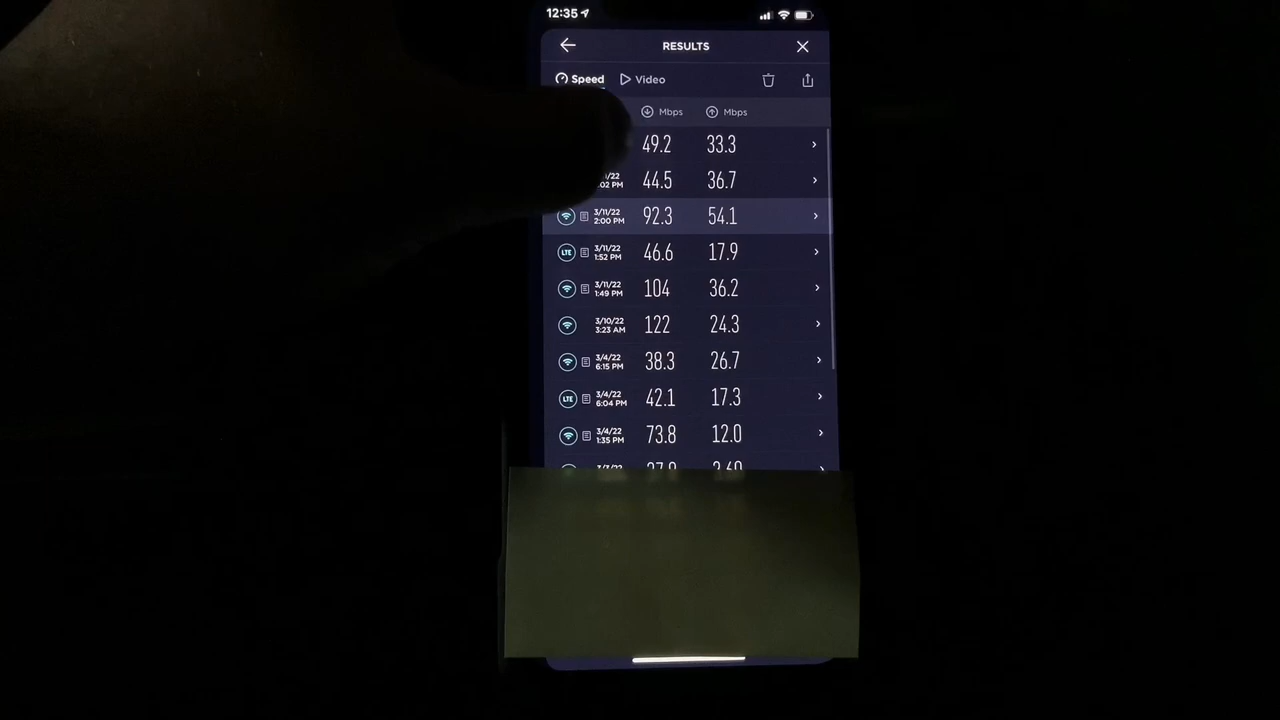 12:35
RESULTS
Speed Video
Mbps Mbps
49.2 33.3
:02 PM 44.5 36.7
3/11/22 2:00 PM 92.3 54.1
LTE 3/11/22 1:52 PM 46.6 17.9
3/11/22 1:49 PM 104 36.2
3/10/22 3:23 AM 122 24.3
3/4/22 6:15 PM 38.3 26.7
LTE 3/4/22 6:04 PM 42.1 17.3
3/4/22 1:35 PM 73.8 12.0